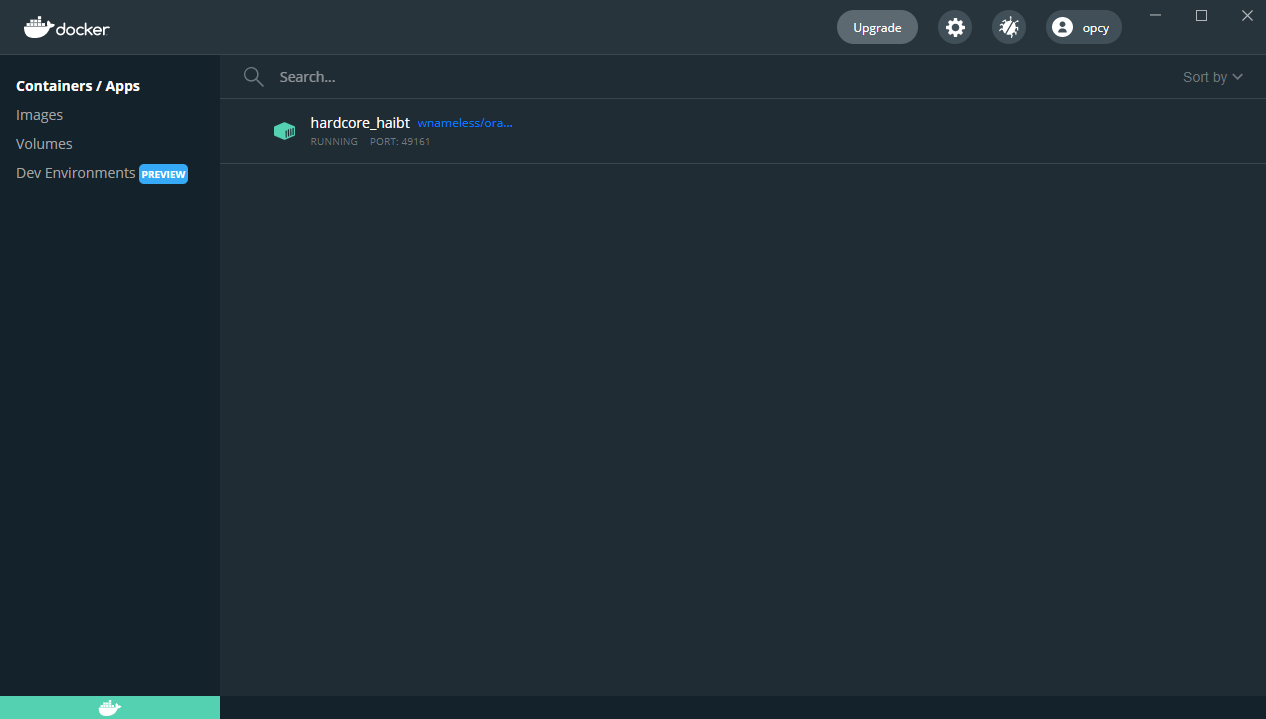 docker
Upgrade
opcy
Containers / Apps
Images
Volumes
Dev Environments PREVIEW
Search...
Sort by
hardcore_haibt wnameless/ora...
RUNNING PORT: 49161